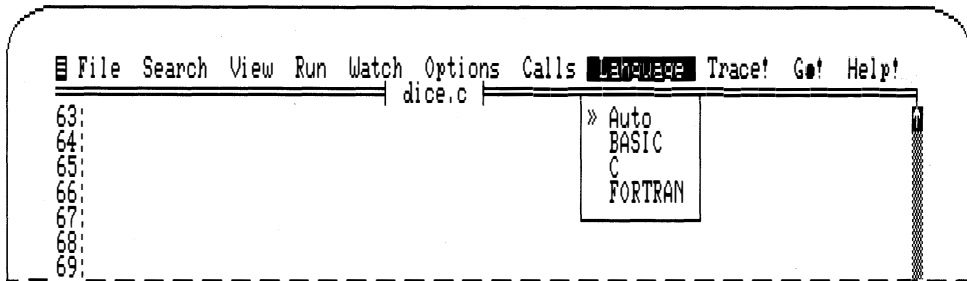 File Search View Run Watch Options Calls Language Trace! Go! Help!
dice.c
63: » Auto
64: BASIC
65: C
66: FORTRAN
67:
68:
69: